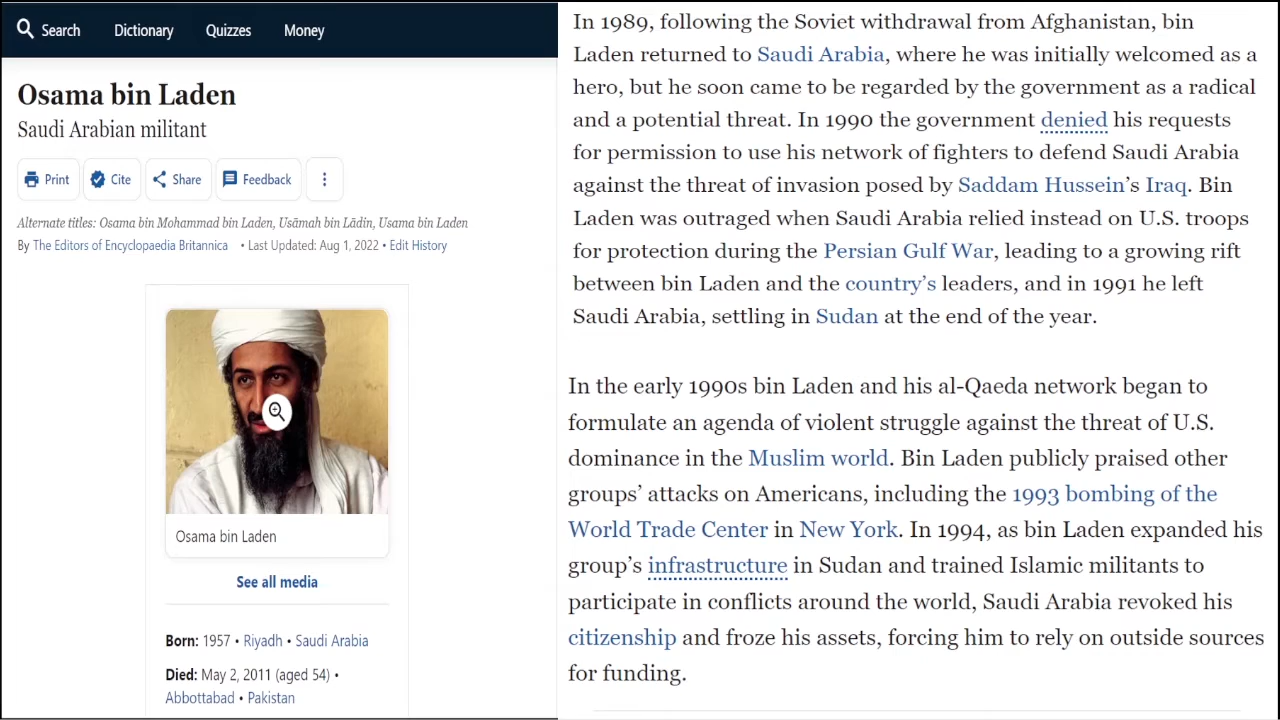 Search Dictionary Quizzes Money
Osama bin Laden
Saudi Arabian militant
Print Cite Share Feedback
Alternate titles: Osama bin Mohammad bin Laden, Usāmah bin Lādin, Usama bin Laden
By The Editors of Encyclopaedia Britannica • Last Updated: Aug 1, 2022 • Edit History
Osama bin Laden
See all media
Born: 1957 • Riyadh • Saudi Arabia
Died: May 2, 2011 (aged 54) •
Abbottabad • Pakistan
In 1989, following the Soviet withdrawal from Afghanistan, bin
Laden returned to Saudi Arabia, where he was initially welcomed as a
hero, but he soon came to be regarded by the government as a radical
and a potential threat. In 1990 the government denied his requests
for permission to use his network of fighters to defend Saudi Arabia
against the threat of invasion posed by Saddam Hussein’s Iraq. Bin
Laden was outraged when Saudi Arabia relied instead on U.S. troops
for protection during the Persian Gulf War, leading to a growing rift
between bin Laden and the country’s leaders, and in 1991 he left
Saudi Arabia, settling in Sudan at the end of the year.
In the early 1990s bin Laden and his al-Qaeda network began to
formulate an agenda of violent struggle against the threat of U.S.
dominance in the Muslim world. Bin Laden publicly praised other
groups’ attacks on Americans, including the 1993 bombing of the
World Trade Center in New York. In 1994, as bin Laden expanded his
group’s infrastructure in Sudan and trained Islamic militants to
participate in conflicts around the world, Saudi Arabia revoked his
citizenship and froze his assets, forcing him to rely on outside sources
for funding.